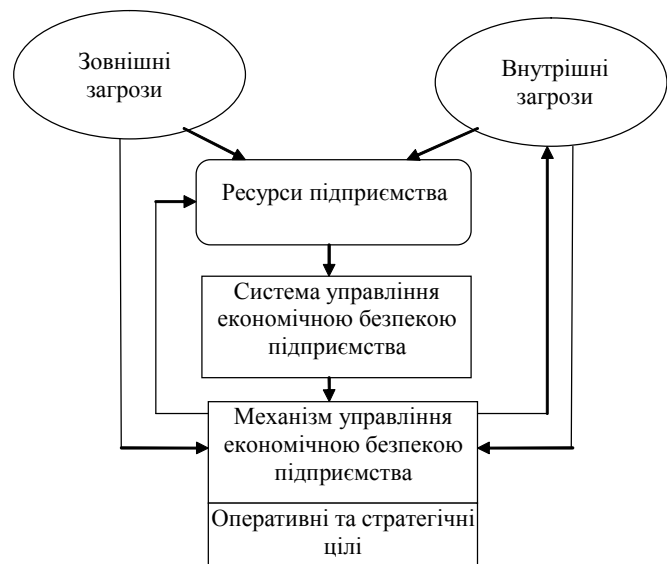 Зовнішні
загрози
Внутрішні
загрози
Ресурси підприємства
Система управління
економічною безпекою
підприємства
Механізм управління
економічною безпекою
підприємства
Оперативні та стратегічні
цілі